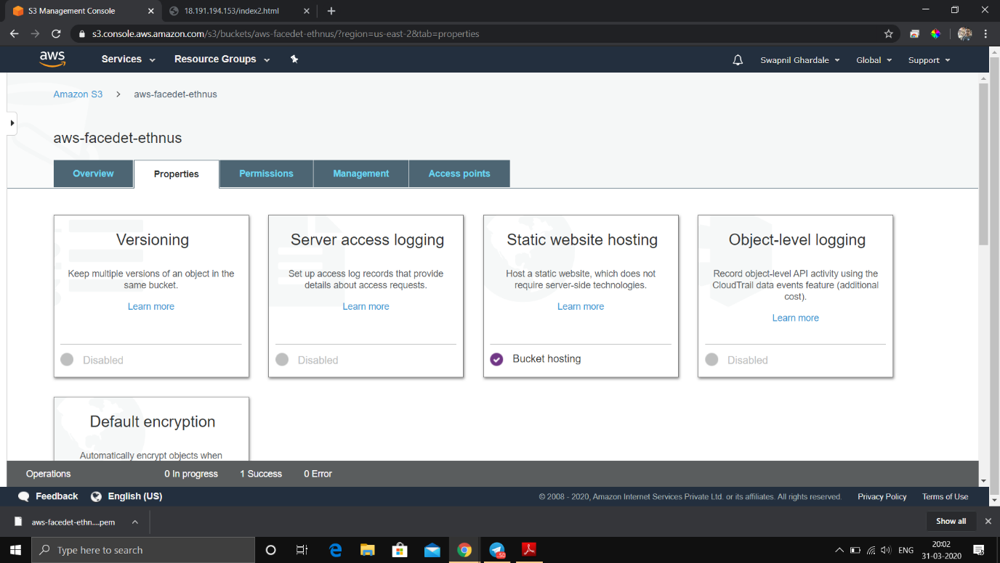 S3 Management Console
18.191.194.153/index2.html
s3.console.aws.amazon.com/s3/buckets/aws-facedet-ethnus/?region=us-east-2&tab=properties
aws
Services
Resource Groups
Swapnil Ghardale
Global
Support
Amazon S3 > aws-facedet-ethnus
aws-facedet-ethnus
Overview
Properties
Permissions
Management
Access points
Versioning
Keep multiple versions of an object in the
same bucket.
Learn more
Disabled
Server access logging
Set up access log records that provide
details about access requests.
Learn more
Disabled
Static website hosting
Host a static website, which does not
require server-side technologies.
Learn more
Bucket hosting
Object-level logging
Record object-level API activity using the
CloudTrail data events feature (additional
cost).
Learn more
Disabled
Default encryption
Automatically encrypt objects when
Operations
0 In progress
1 Success
0 Error
Feedback
English (US)
© 2008 - 2020, Amazon Internet Services Private Ltd. or its affiliates. All rights reserved.
Privacy Policy
Terms of Use
aws-facedet-ethn....pem
Show all
Type here to search
50
ENG
20:02
31-03-2020